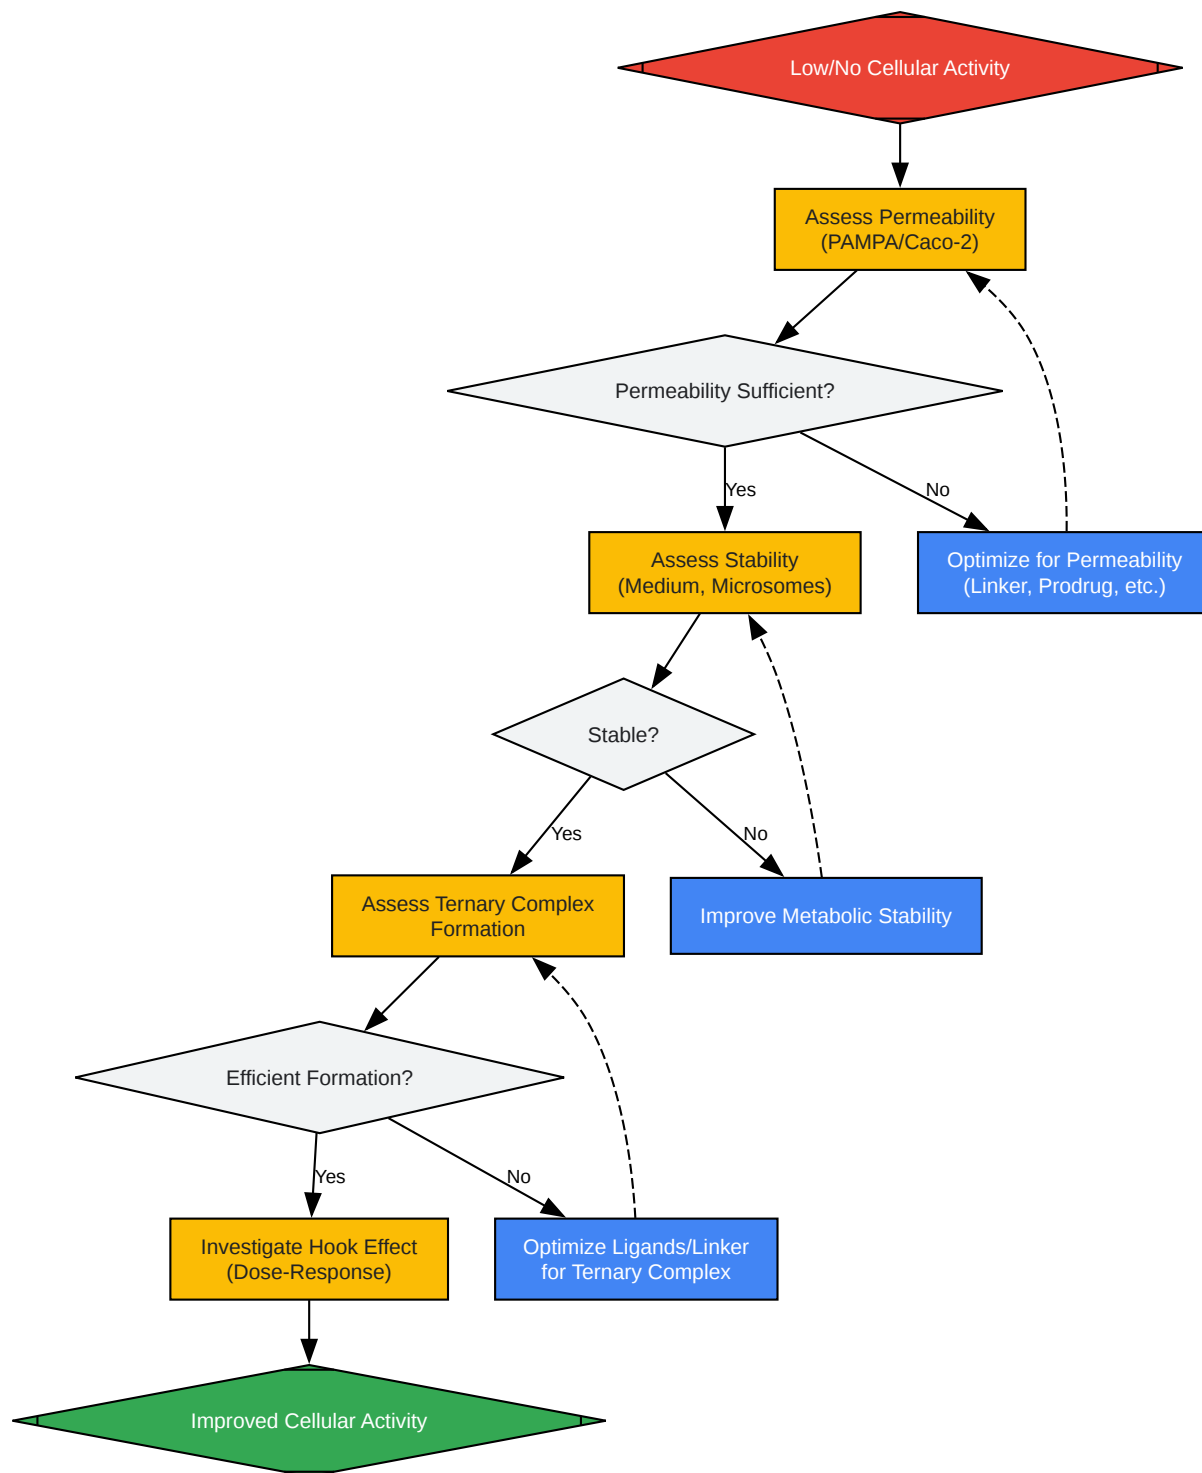 Low/No Cellular Activity
Assess Permeability
(PAMPA/Caco-2)
Permeability Sufficient?
Yes
No
Assess Stability
(Medium, Microsomes)
Optimize for Permeability
(Linker, Prodrug, etc.)
Stable?
Yes
No
Assess Ternary Complex
Formation
Improve Metabolic Stability
Efficient Formation?
Yes
No
Investigate Hook Effect
(Dose-Response)
Optimize Ligands/Linker
for Ternary Complex
Improved Cellular Activity